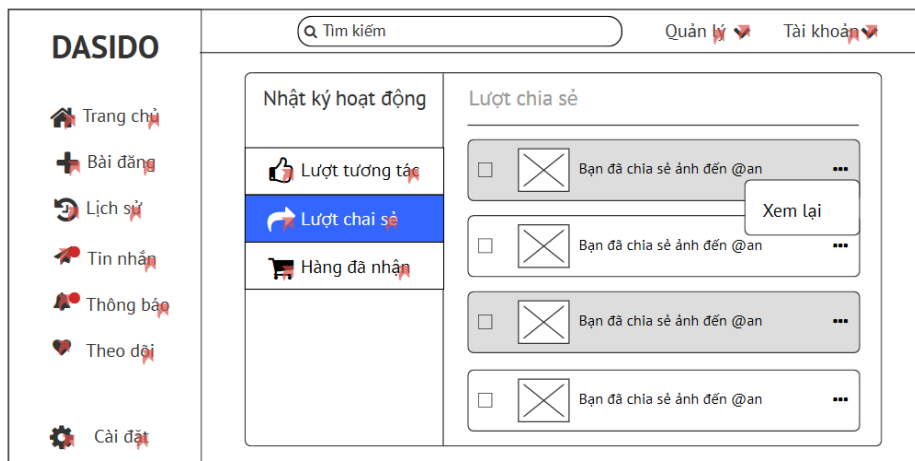 DASIDO
Tìm kiếm
Quản lý
Tài khoản
Trang chủ
Bài đăng
Lịch sử
Tin nhắn
Thông báo
Theo dõi
Cài đặt
Nhật ký hoạt động
Lượt tương tác
Lượt chai sẻ
Hàng đã nhận
Lượt chia sẻ
Bạn đã chia sẻ ảnh đến @an
Xem lại
Bạn đã chia sẻ ảnh đến @an
Bạn đã chia sẻ ảnh đến @an
Bạn đã chia sẻ ảnh đến @an